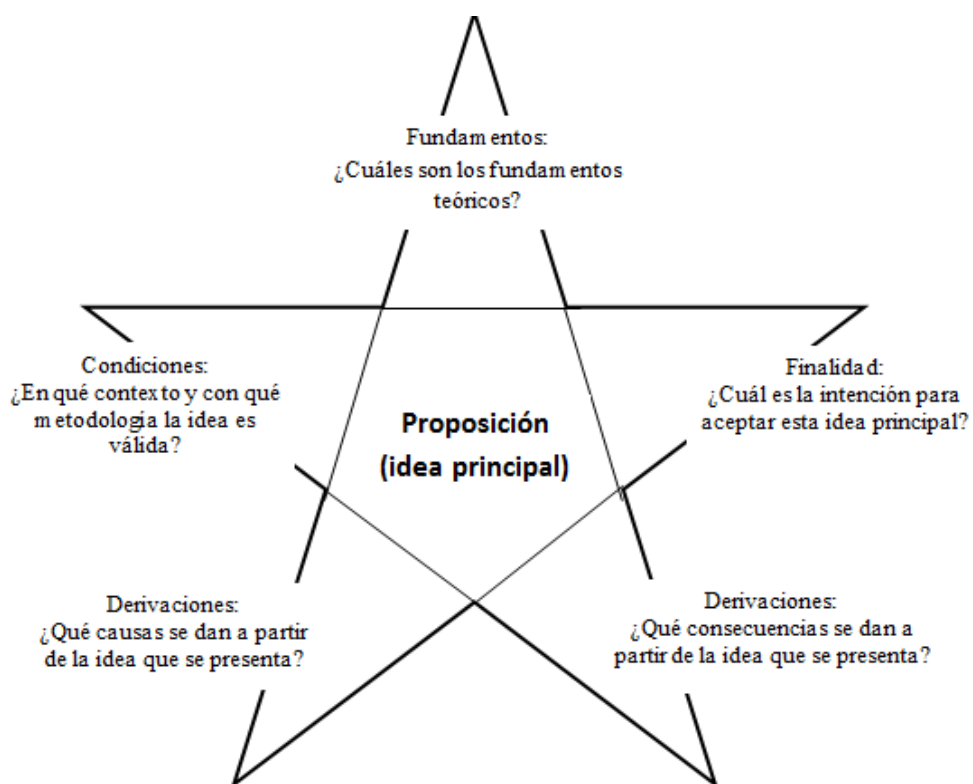 Fundamentos:
¿Cuáles son los fundamentos
teóricos?
Condiciones:
¿En qué contexto y con qué
metodología la idea es
válida?
Finalidad:
¿Cuál es la intención para
aceptar esta idea principal?
Proposición
(idea principal)
Derivaciones:
¿Qué causas se dan a partir
de la idea que se presenta?
Derivaciones:
¿Qué consecuencias se dan a
partir de la idea que se presenta?